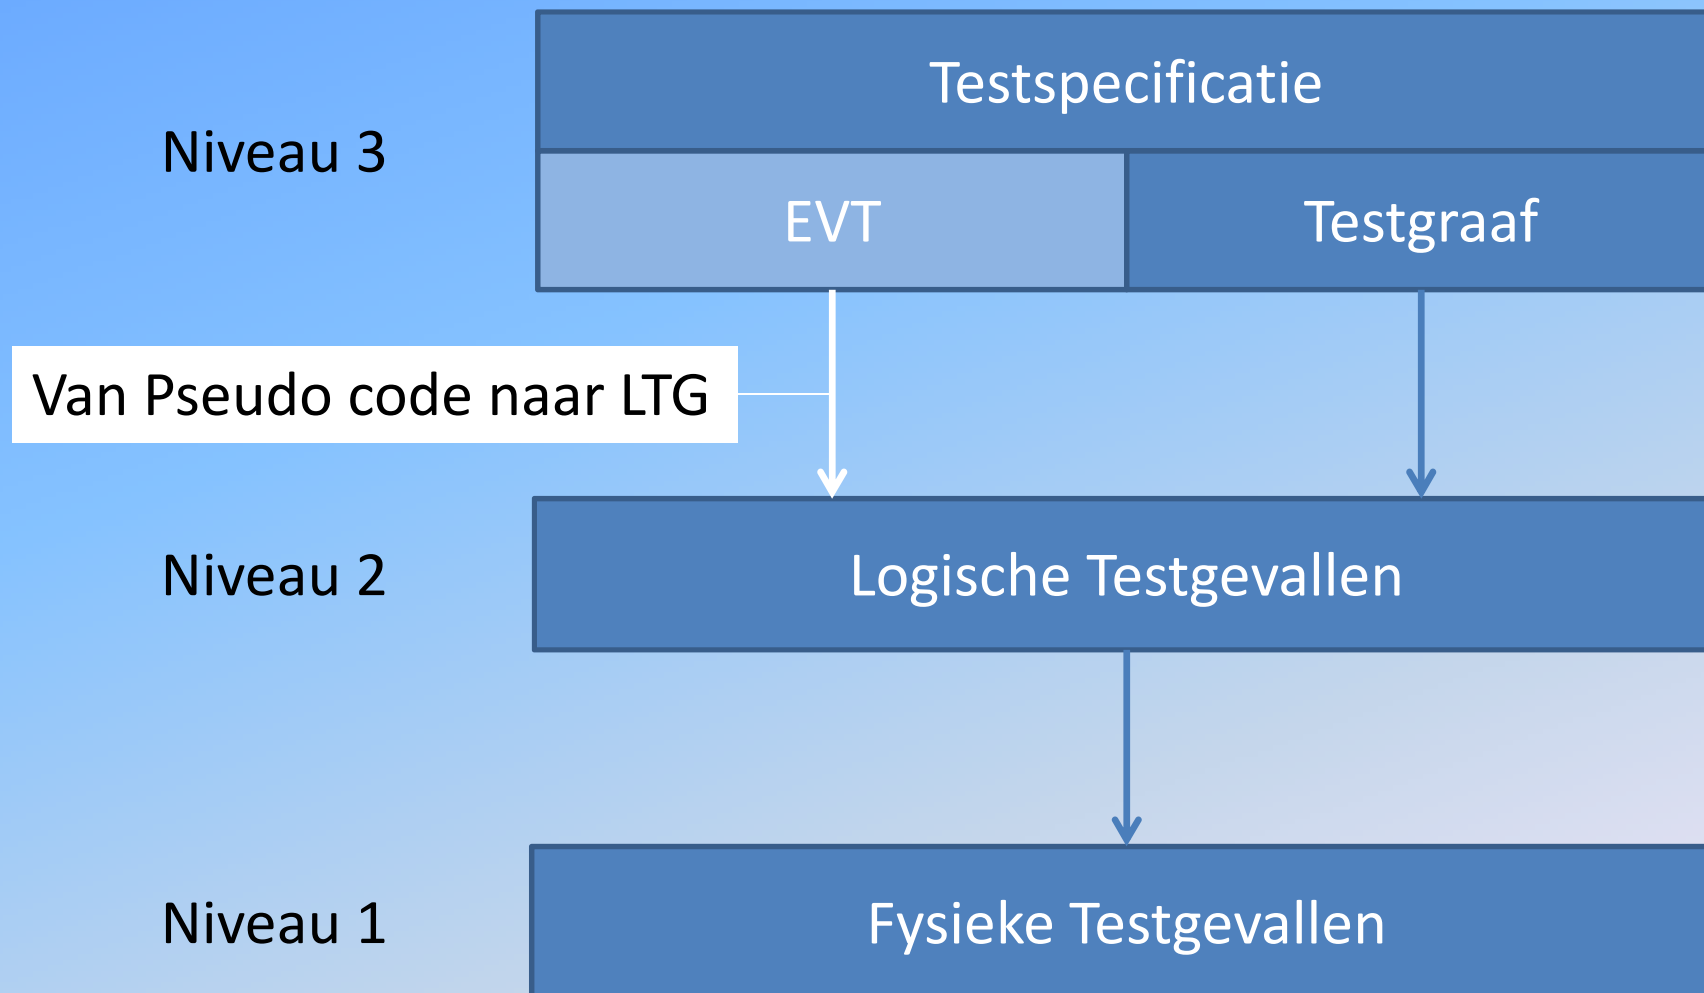 Testspecificatie
Niveau 3
EVT
Testgraaf
Van Pseudo code naar LTG
Niveau 2
Logische Testgevallen
Niveau 1
Fysieke Testgevallen